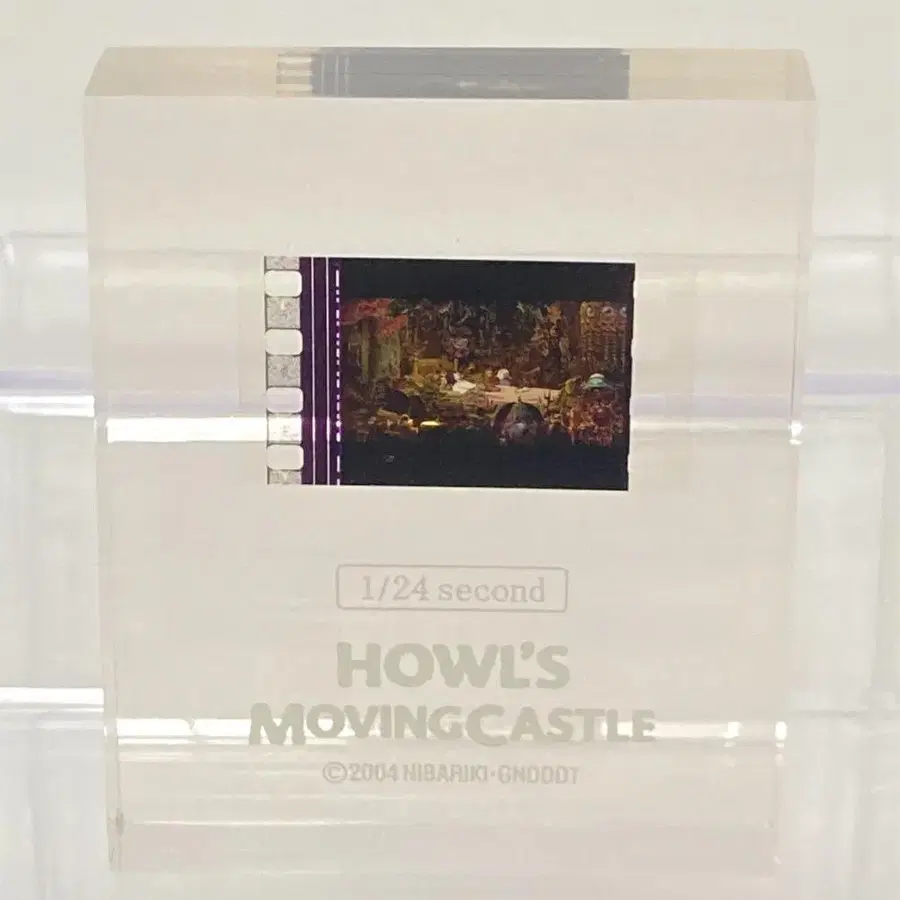 1/24 second
HOWL'S
MOVINGCASTLE
©2004 NIBARIKI·GNDDDT